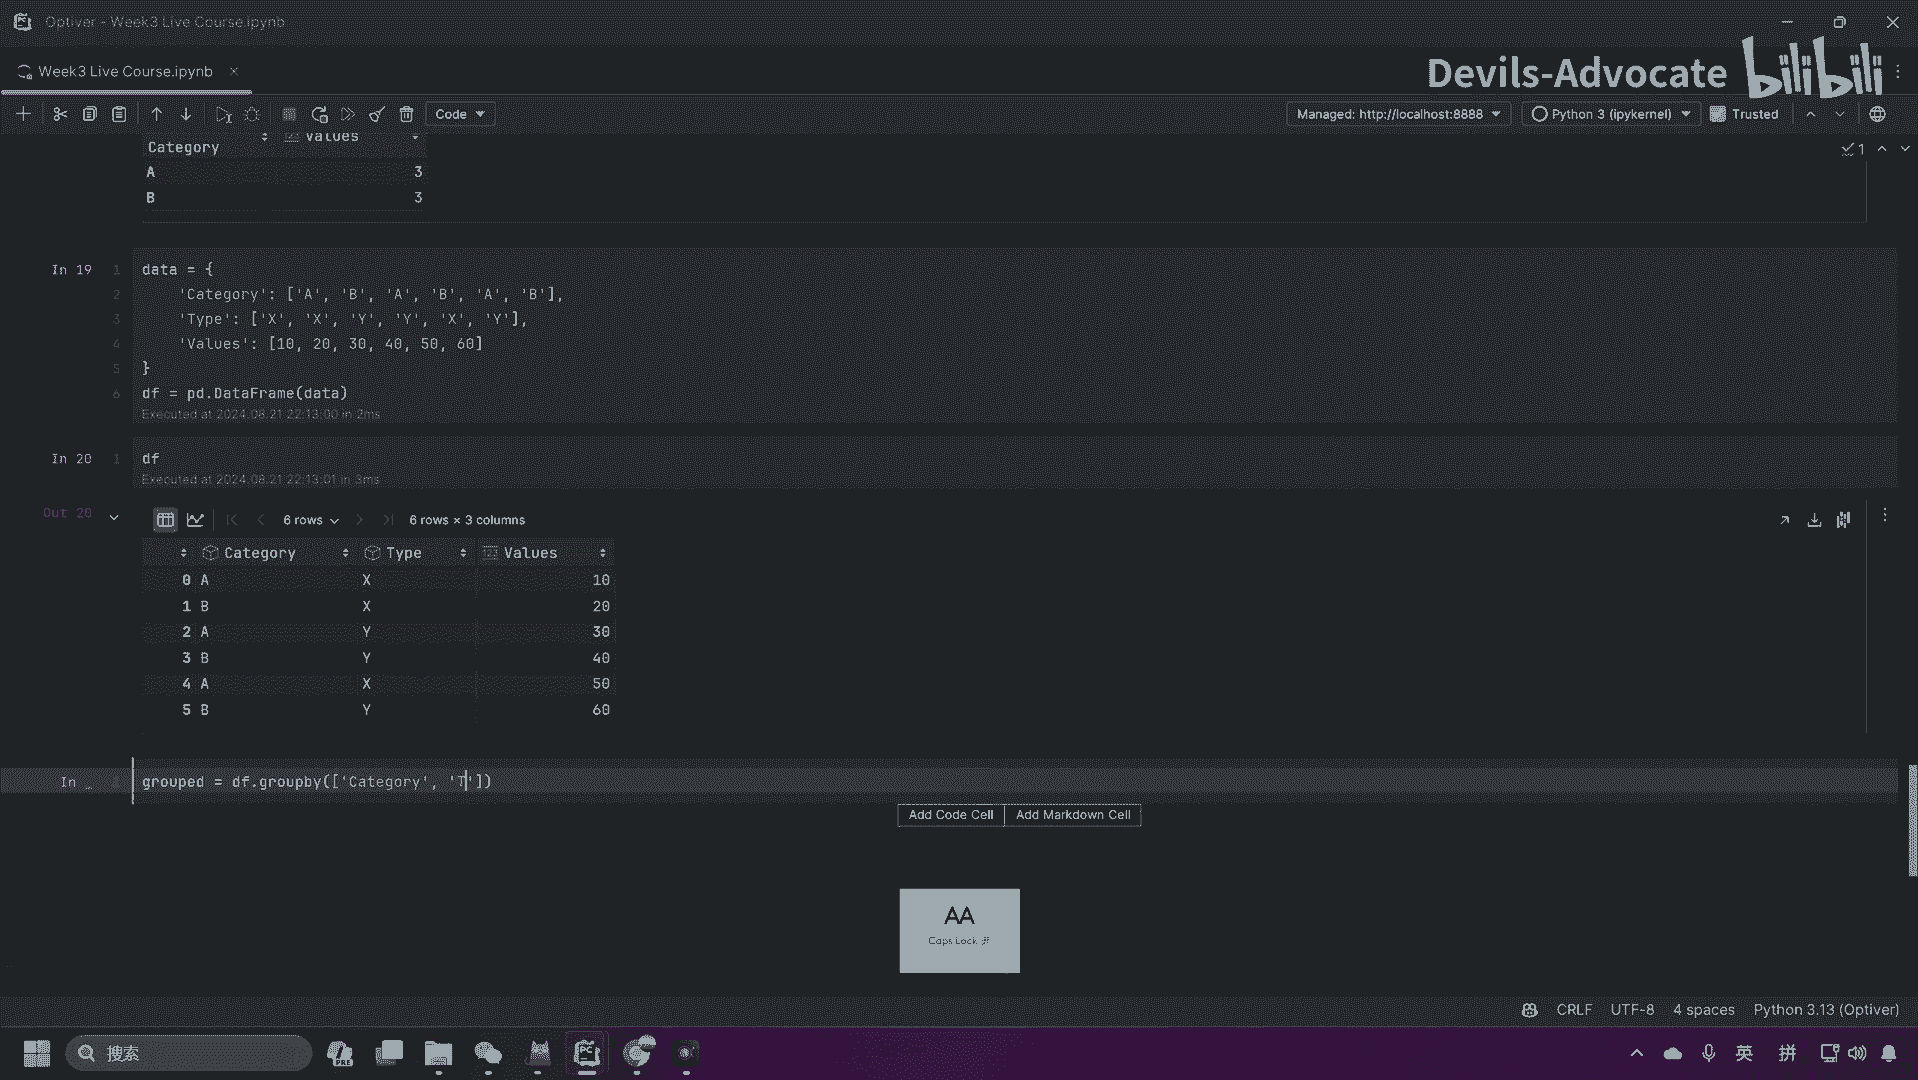 Optiver - Week3 Live Course.ipynb
Week3 Live Course.ipynb
Devils-Advocate bilibili
Code
Managed: http://localhost:8888
Python 3 (ipykernel)
Trusted
1
Category Values
A 3
B 3
In 19
1 data = {
2 'Category': ['A', 'B', 'A', 'B', 'A', 'B'],
3 'Type': ['X', 'X', 'Y', 'Y', 'X', 'Y'],
4 'Values': [10, 20, 30, 40, 50, 60]
5 }
6 df = pd.DataFrame(data)
Executed at 2024.08.21 22:13:00 in 2ms
In 20 1 df
Executed at 2024.08.21 22:13:01 in 3ms
Out 20
6 rows 6 rows × 3 columns
Category Type Values
0 A X 10
1 B X 20
2 A Y 30
3 B Y 40
4 A X 50
5 B Y 60
In _ 1 grouped = df.groupby(['Category', 'T'])
Add Code Cell Add Markdown Cell
AA
Caps Lock 开
CRLF UTF-8 4 spaces Python 3.13 (Optiver)
搜索
PRE
PC
英 拼